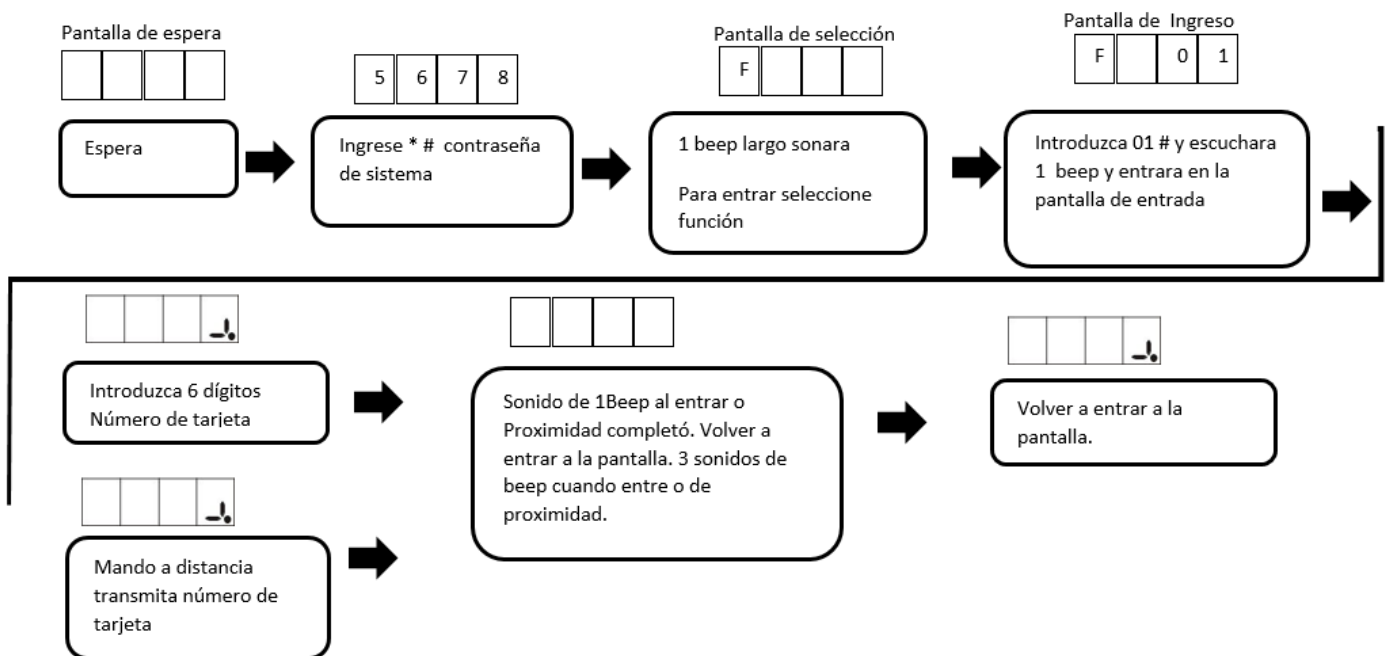 Pantalla de espera
Espera
5 6 7 8
Ingrese * # contraseña
de sistema
Pantalla de selección
F
1 beep largo sonara
Para entrar seleccione
función
Pantalla de Ingreso
F 0 1
Introduzca 01 # y escuchara
1 beep y entrara en la
pantalla de entrada
Introduzca 6 dígitos
Número de tarjeta
Mando a distancia
transmita número de
tarjeta
Sonido de 1Beep al entrar o
Proximidad completó. Volver a
entrar a la pantalla. 3 sonidos de
beep cuando entre o de
proximidad.
Volver a entrar a la
pantalla.